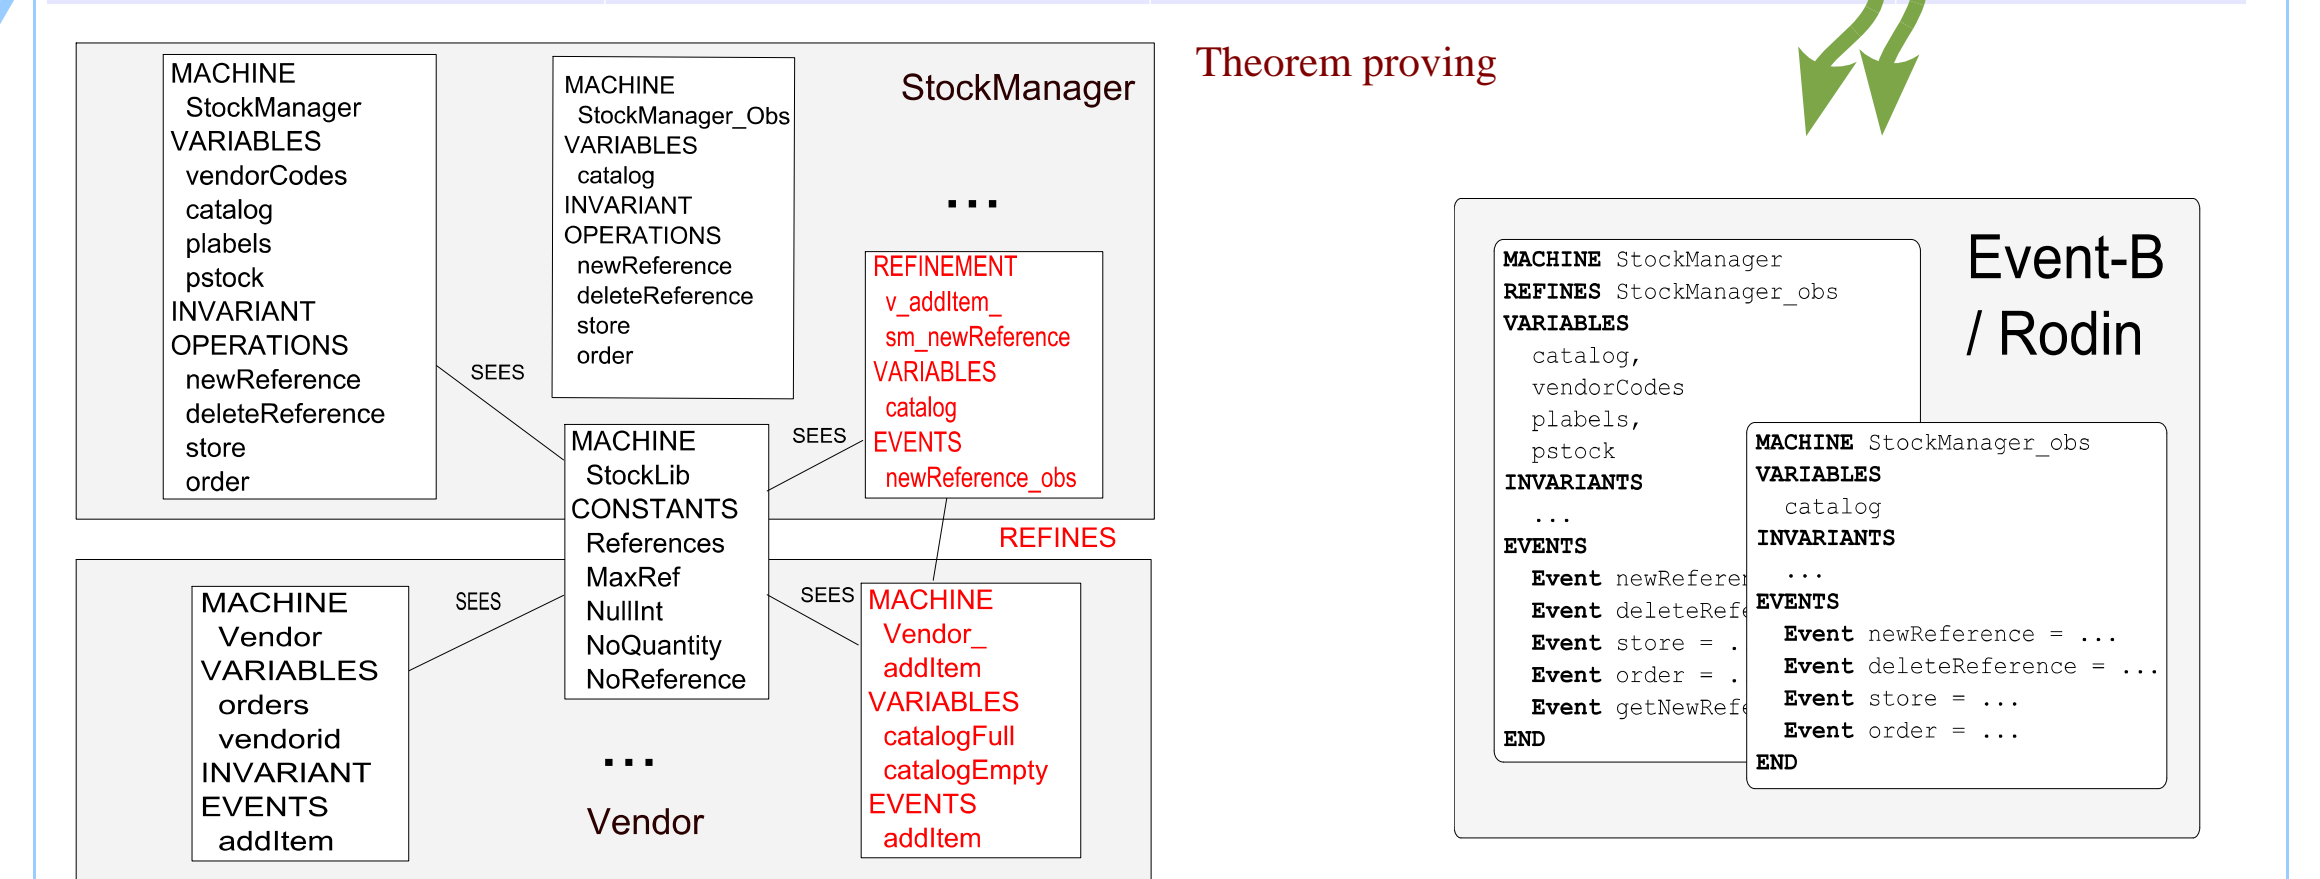 MACHINE
StockManager
VARIABLES
vendorCodes
catalog
plabels
pstock
INVARIANT
OPERATIONS
newReference
deleteReference
store
order
MACHINE
StockManager_Obs
VARIABLES
catalog
INVARIANT
OPERATIONS
newReference
deleteReference
store
order
StockManager
...
REFINEMENT
v_addItem_
sm_newReference
VARIABLES
catalog
EVENTS
newReference_obs
SEES
SEES
MACHINE
StockLib
CONSTANTS
References
MaxRef
NullInt
NoQuantity
NoReference
REFINES
SEES
SEES
MACHINE
Vendor
VARIABLES
orders
vendorid
INVARIANT
EVENTS
addItem
...
Vendor
MACHINE
Vendor_
addItem
VARIABLES
catalogFull
catalogEmpty
EVENTS
addItem
Theorem proving
Event-B
/ Rodin
MACHINE StockManager
REFINES StockManager_obs
VARIABLES
catalog,
vendorCodes
plabels,
pstock
INVARIANTS
...
EVENTS
Event newReferen
Event deleteRefe
Event store = .
Event order = .
Event getNewRefe
END
MACHINE StockManager_obs
VARIABLES
catalog
INVARIANTS
...
EVENTS
Event newReference = ...
Event deleteReference = ...
Event store = ...
Event order = ...
END